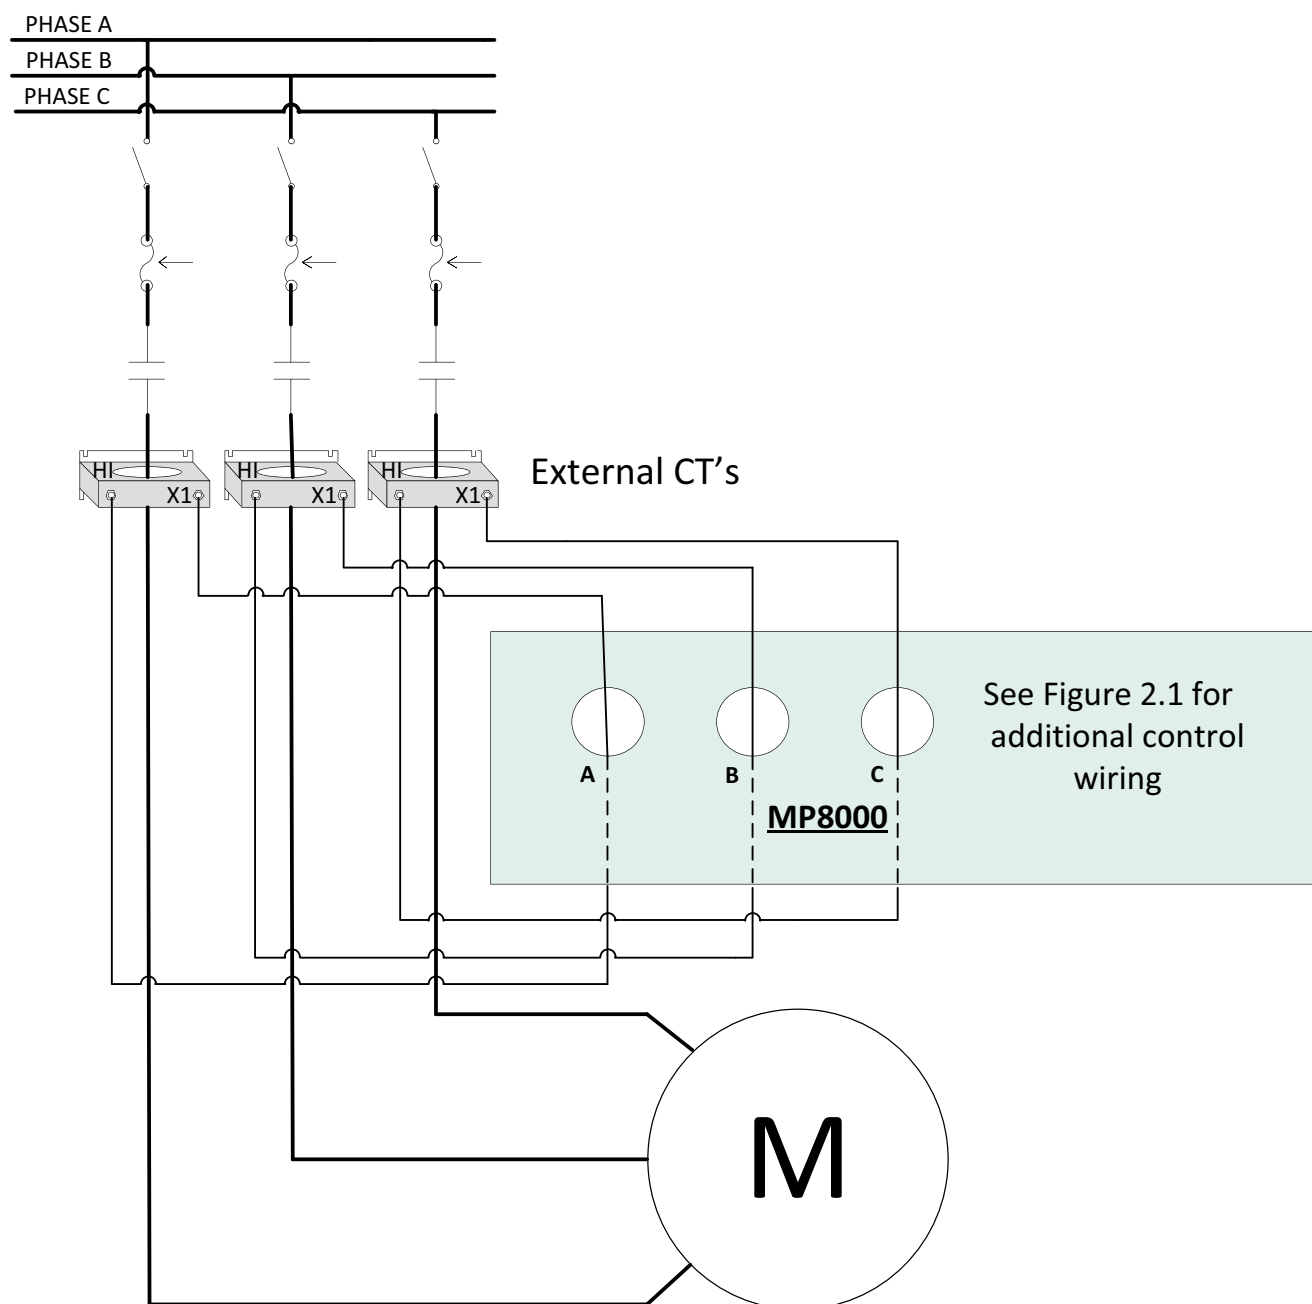 PHASE A
PHASE B
PHASE C
HI
X1
HI
X1
HI
X1
External CT’s
See Figure 2.1 for
additional control
wiring
A
B
C
MP8000
M